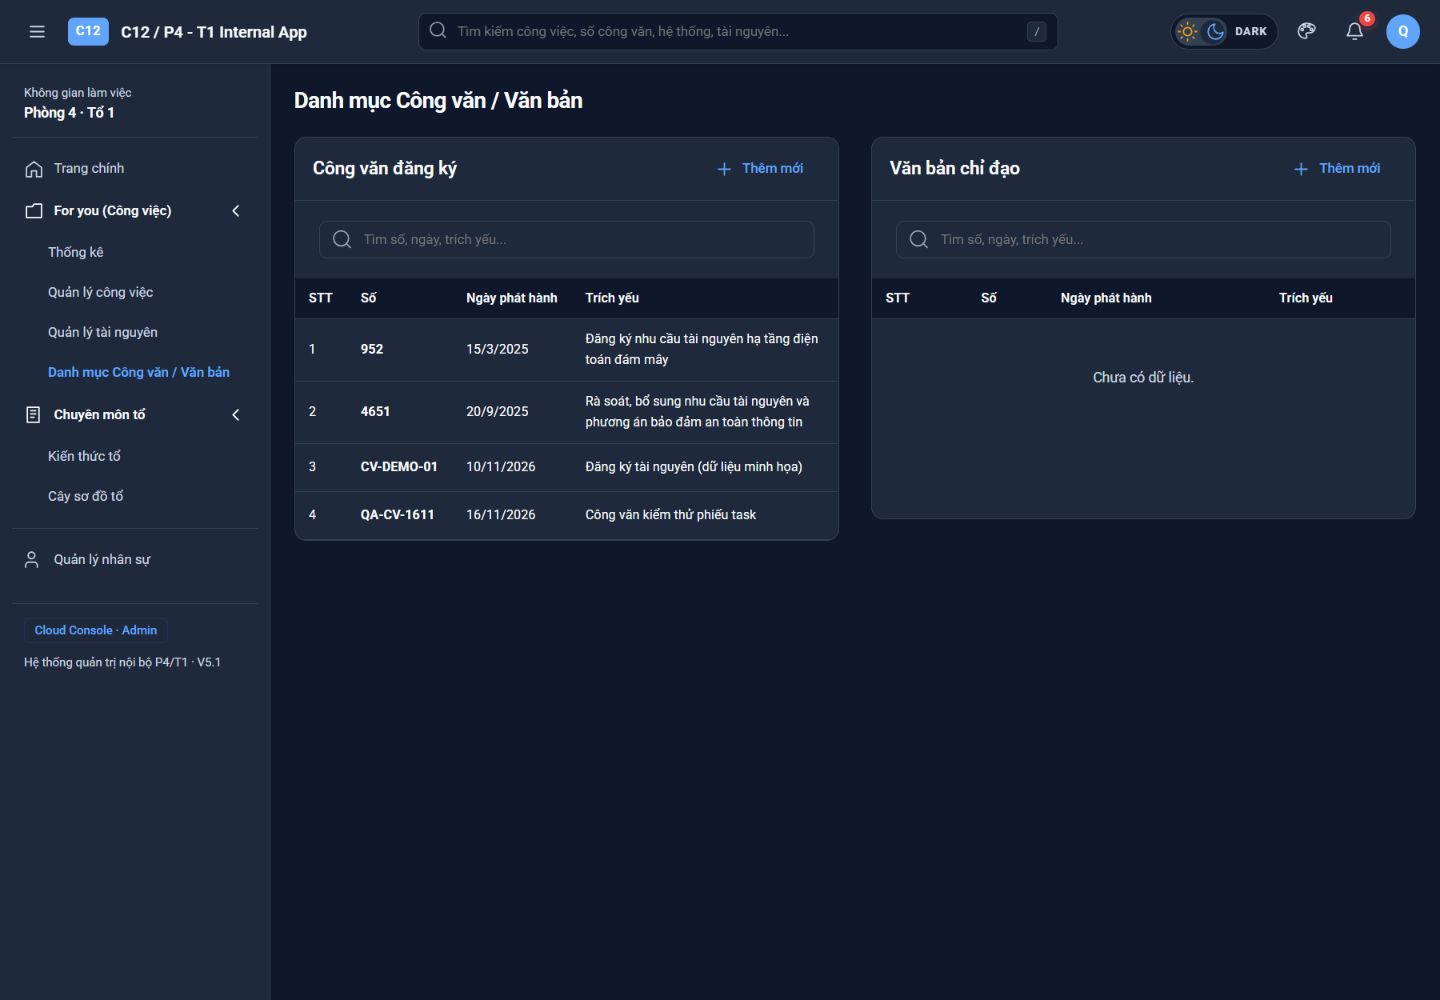 C12
C12 / P4 - T1 Internal App
Tìm kiếm công việc, số công văn, hệ thống, tài nguyên...
/
DARK
6
Q
Không gian làm việc
Phòng 4 · Tổ 1
Trang chính
For you (Công việc)
Thống kê
Quản lý công việc
Quản lý tài nguyên
Danh mục Công văn / Văn bản
Chuyên môn tổ
Kiến thức tổ
Cây sơ đồ tổ
Quản lý nhân sự
Cloud Console · Admin
Hệ thống quản trị nội bộ P4/T1 · V5.1
Danh mục Công văn / Văn bản
Công văn đăng ký
Thêm mới
Tìm số, ngày, trích yếu...
STT Số Ngày phát hành Trích yếu
1 952 15/3/2025 Đăng ký nhu cầu tài nguyên hạ tầng điện
toán đám mây
2 4651 20/9/2025 Rà soát, bổ sung nhu cầu tài nguyên và
phương án bảo đảm an toàn thông tin
3 CV-DEMO-01 10/11/2026 Đăng ký tài nguyên (dữ liệu minh họa)
4 QA-CV-1611 16/11/2026 Công văn kiểm thử phiếu task
Văn bản chỉ đạo
Thêm mới
Tìm số, ngày, trích yếu...
STT Số Ngày phát hành Trích yếu
Chưa có dữ liệu.